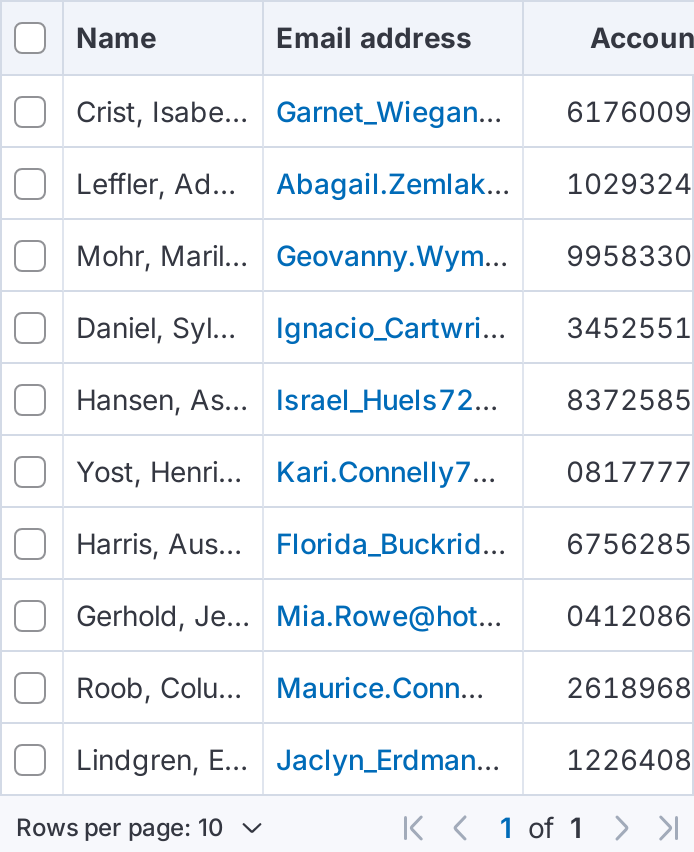 Name Email address Accoun
Crist, Isabe... Garnet_Wiegan... 6176009
Leffler, Ad... Abagail.Zemlak... 1029324
Mohr, Maril... Geovanny.Wym... 9958330
Daniel, Syl... Ignacio_Cartwri... 3452551
Hansen, As... Israel_Huels72... 8372585
Yost, Henri... Kari.Connelly7... 0817777
Harris, Aus... Florida_Buckrid... 6756285
Gerhold, Je... Mia.Rowe@hot... 0412086
Roob, Colu... Maurice.Conn... 2618968
Lindgren, E... Jaclyn_Erdman... 1226408
Rows per page: 10 1 of 1